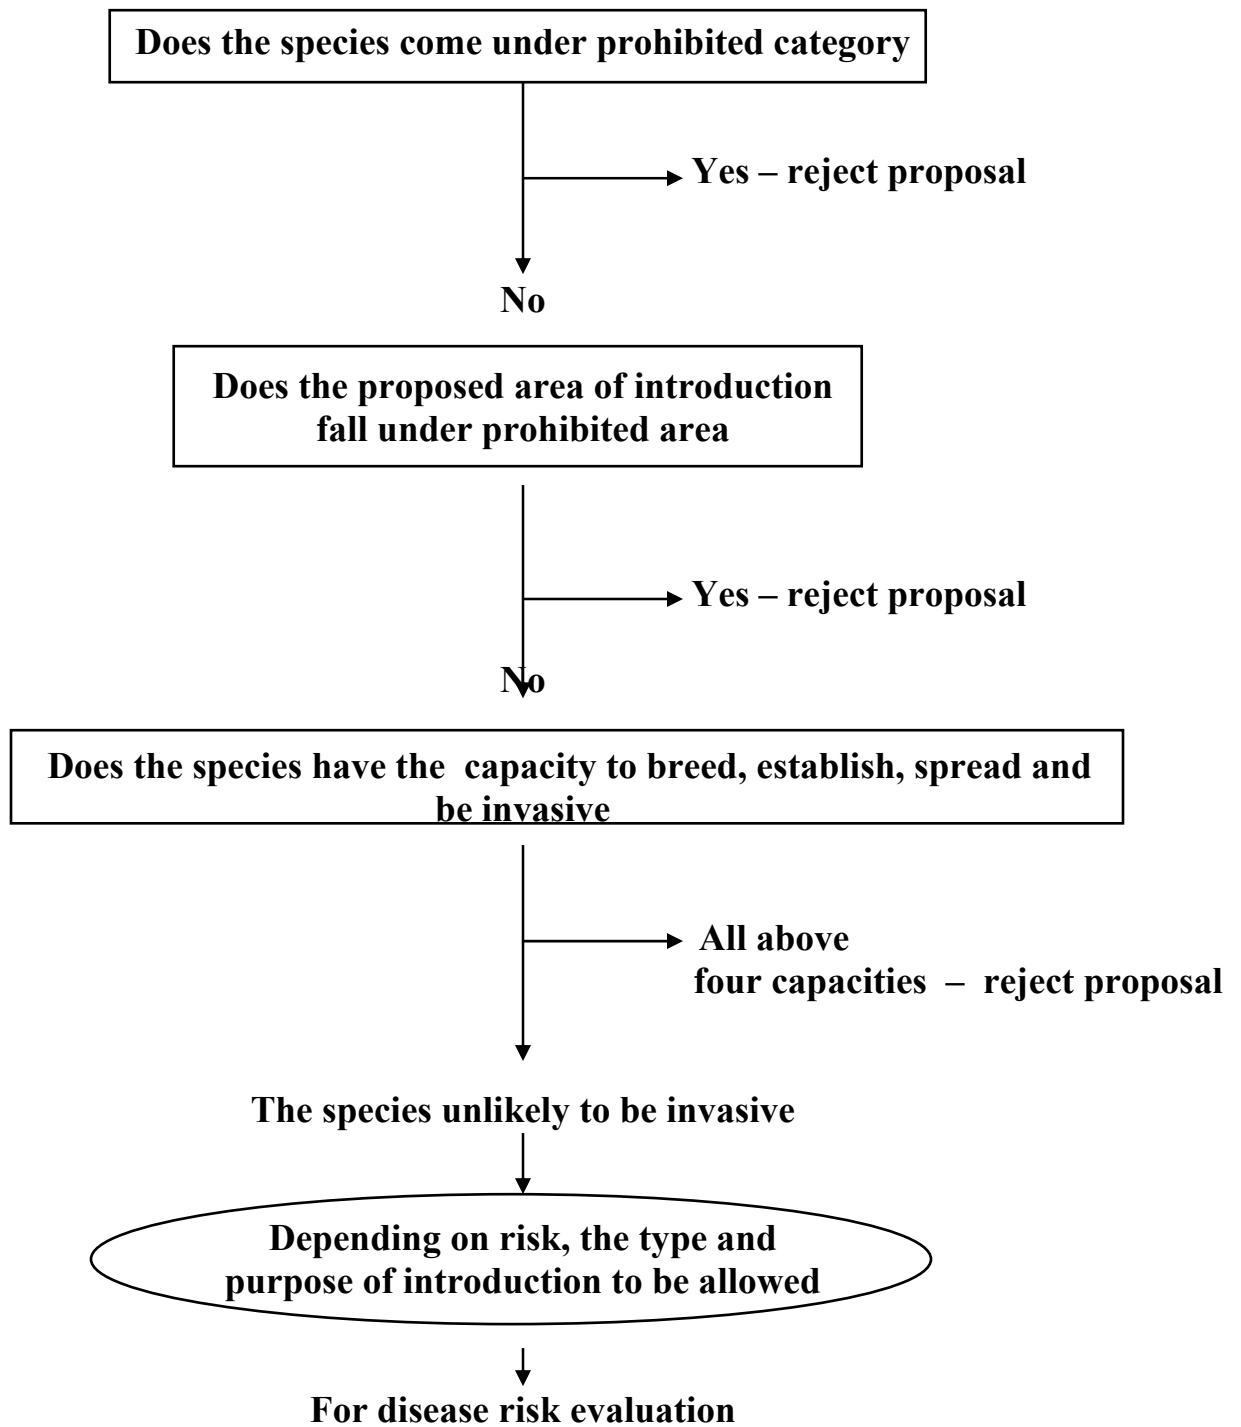 Does the species come under prohibited category
Yes – reject proposal
No
Does the proposed area of introduction
fall under prohibited area
Yes – reject proposal
No
Does the species have the capacity to breed, establish, spread and
be invasive
All above
four capacities – reject proposal
The species unlikely to be invasive
Depending on risk, the type and
purpose of introduction to be allowed
For disease risk evaluation